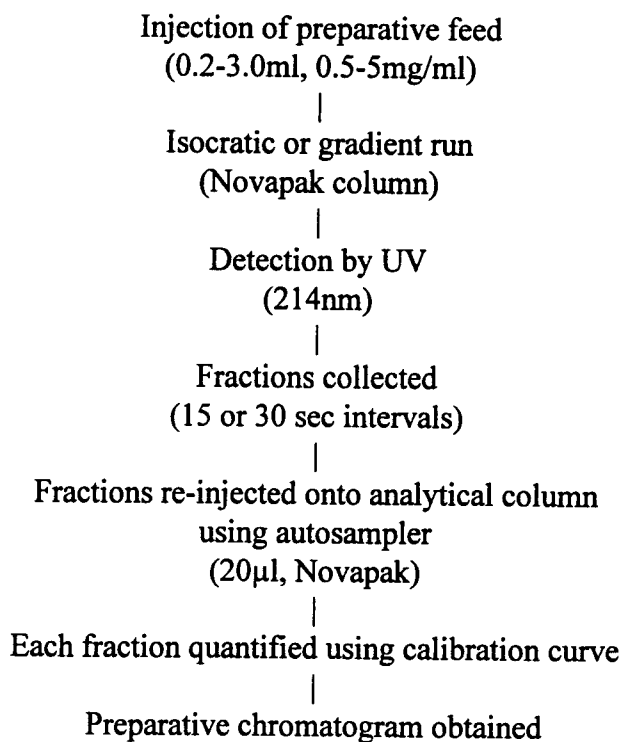 Injection of preparative feed
(0.2-3.0ml, 0.5-5mg/ml)
Isocratic or gradient run
(Novapak column)
Detection by UV
(214nm)
Fractions collected
(15 or 30 sec intervals)
Fractions re-injected onto analytical column
using autosampler
(20µl, Novapak)
Each fraction quantified using calibration curve
Preparative chromatogram obtained